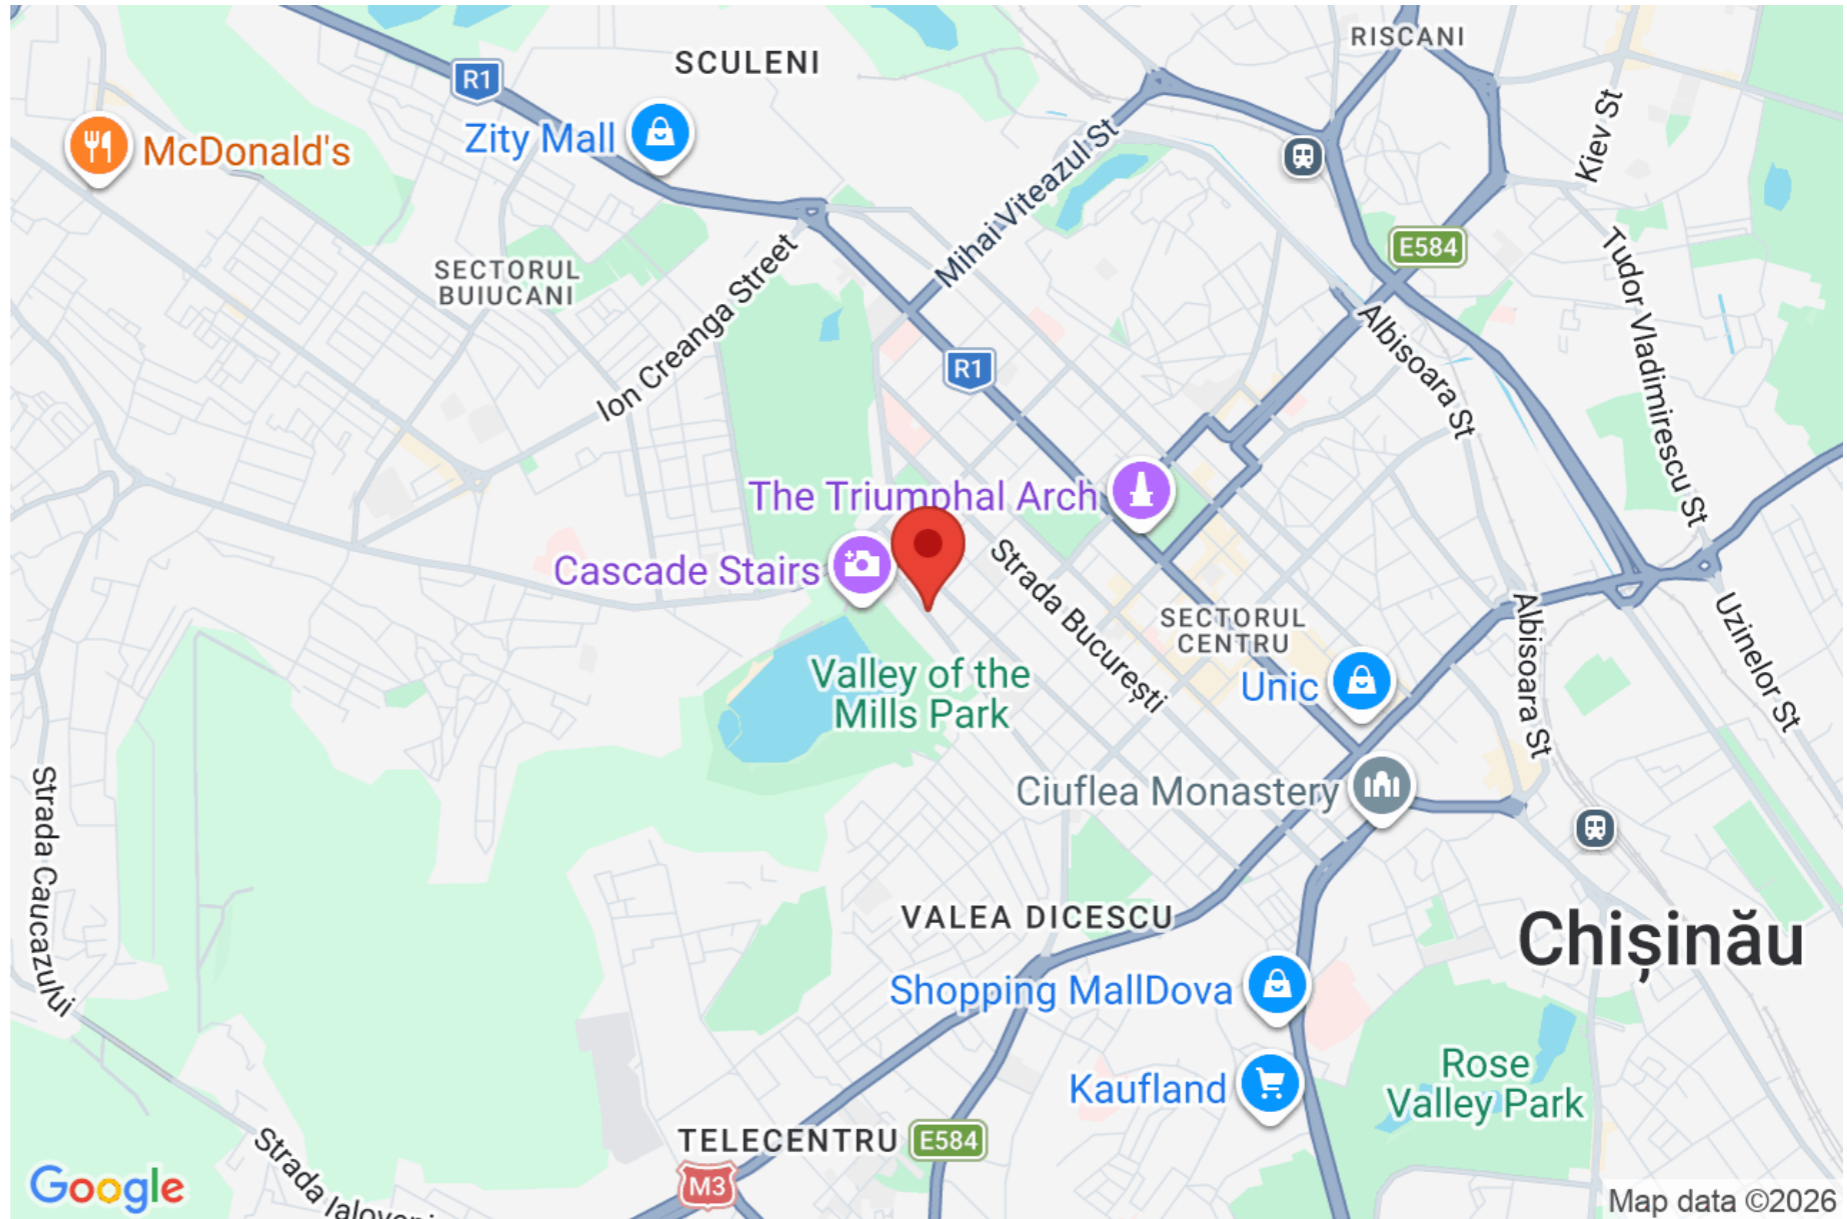 RISCANI
SCULENI
R1
Zity Mall
McDonald's
Kiev St
Mihai Viteazul St
E584
SECTORUL
BUIUCANI
Ion Creanga Street
Tudor Vladimirescu St
Albisoara St
R1
The Triumphal Arch
Cascade Stairs
Strada București
SECTORUL
CENTRU
Albisoara St
Uzinelor St
Valley of the
Mills Park
Unic
Ciuflea Monastery
Strada Caucazului
VALEA DICESCU
Chișinău
Shopping MallDova
Rose
Valley Park
Kaufland
TELECENTRU
E584
M3
Strada Ialoveni
Google
Map data ©2026